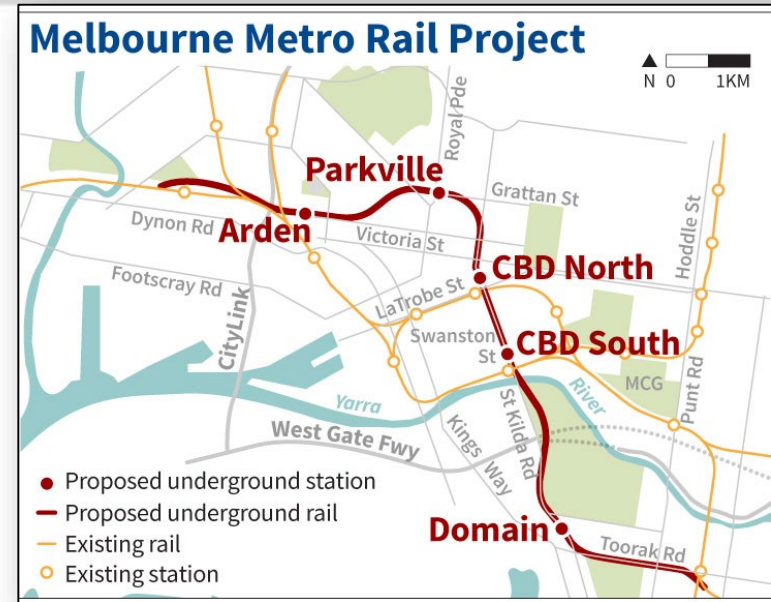 Melbourne Metro Rail Project
N 0 1KM
Royal Pde
Parkville
Grattan St
Hoddle St
Arden
Dynon Rd
Victoria St
CBD North
Footscray Rd
LaTrobe St
CityLink
Swanston
St
CBD South
MCG
Punt Rd
Yarra
River
St Kilda Rd
Kings Way
West Gate Fwy
Domain
Toorak Rd
Proposed underground station
Proposed underground rail
Existing rail
Existing station